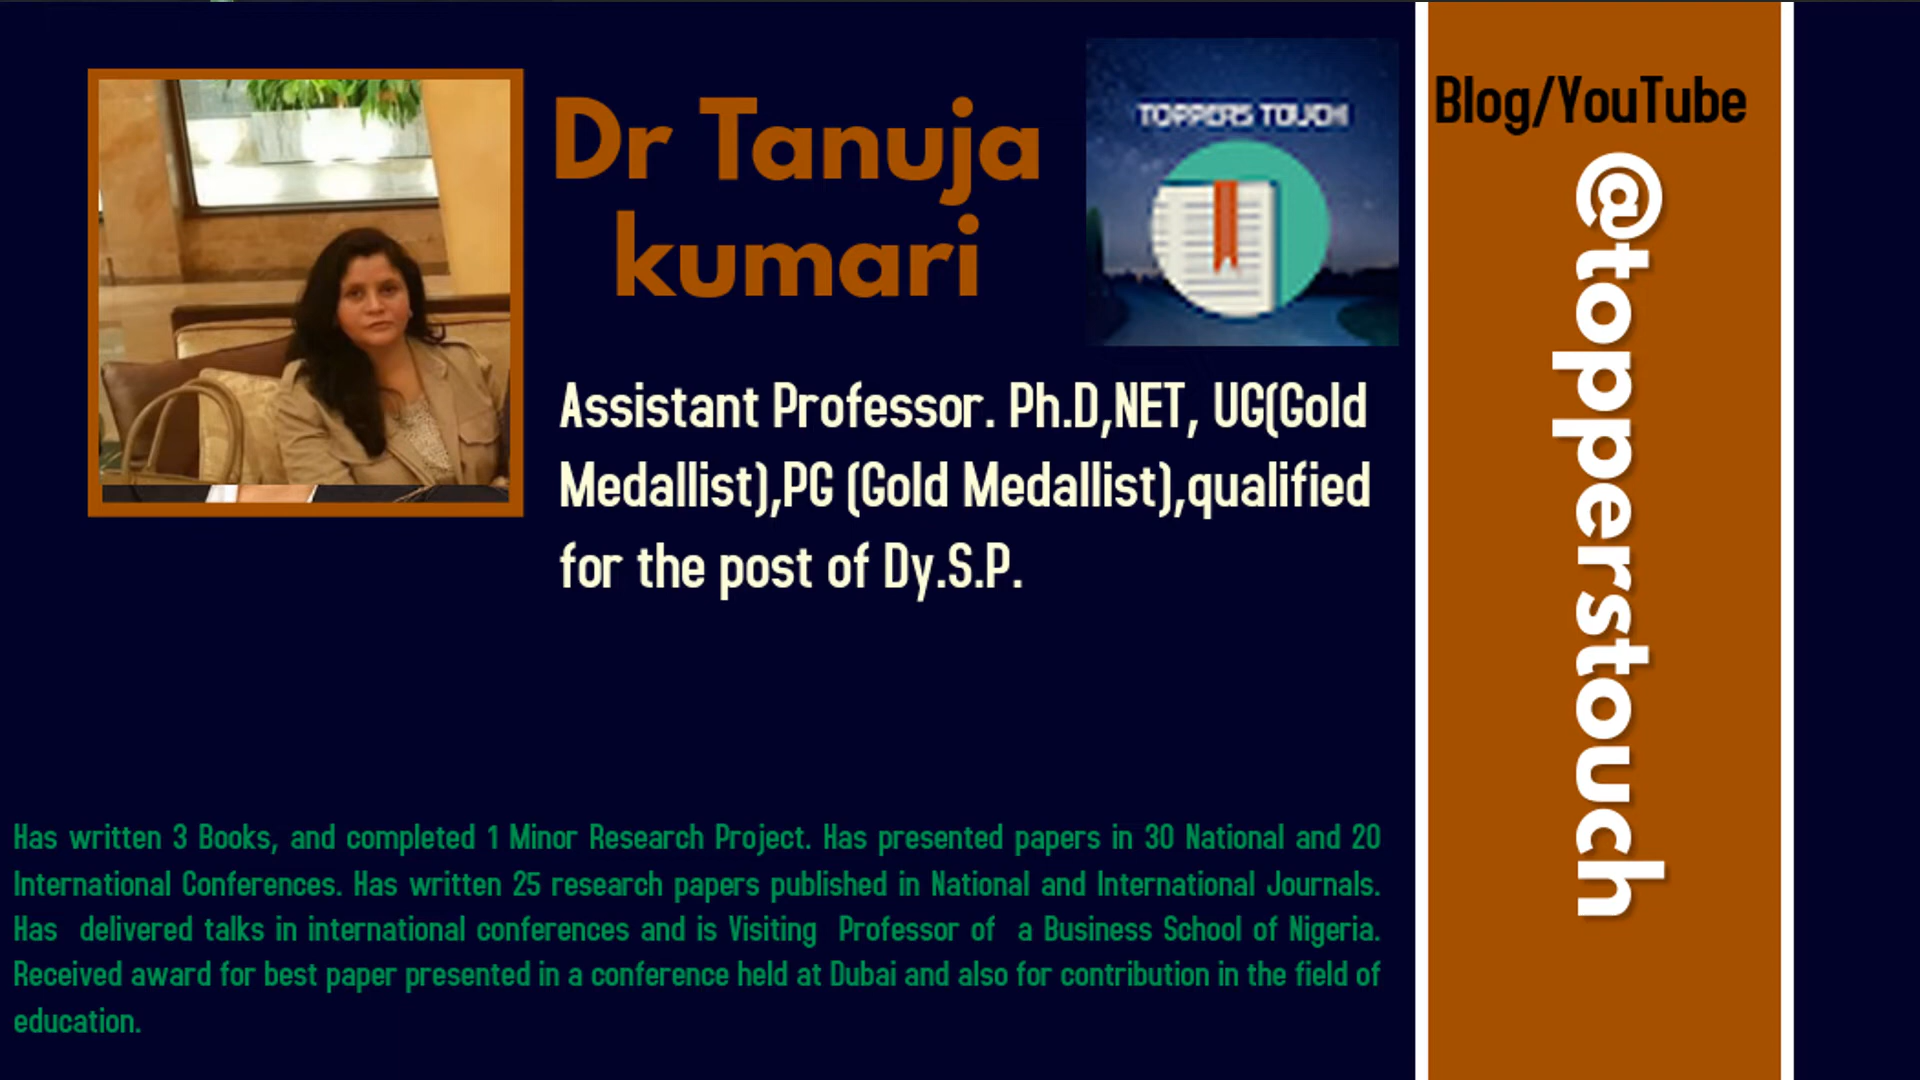 Dr Tanuja
kumari
TOPPERS TOUCH
Assistant Professor. Ph.D,NET, UG(Gold
Medallist),PG (Gold Medallist),qualified
for the post of Dy.S.P.
Has written 3 Books, and completed 1 Minor Research Project. Has presented papers in 30 National and 20
International Conferences. Has written 25 research papers published in National and International Journals.
Has delivered talks in international conferences and is Visiting Professor of a Business School of Nigeria.
Received award for best paper presented in a conference held at Dubai and also for contribution in the field of
education.
Blog/YouTube
@topperstouch